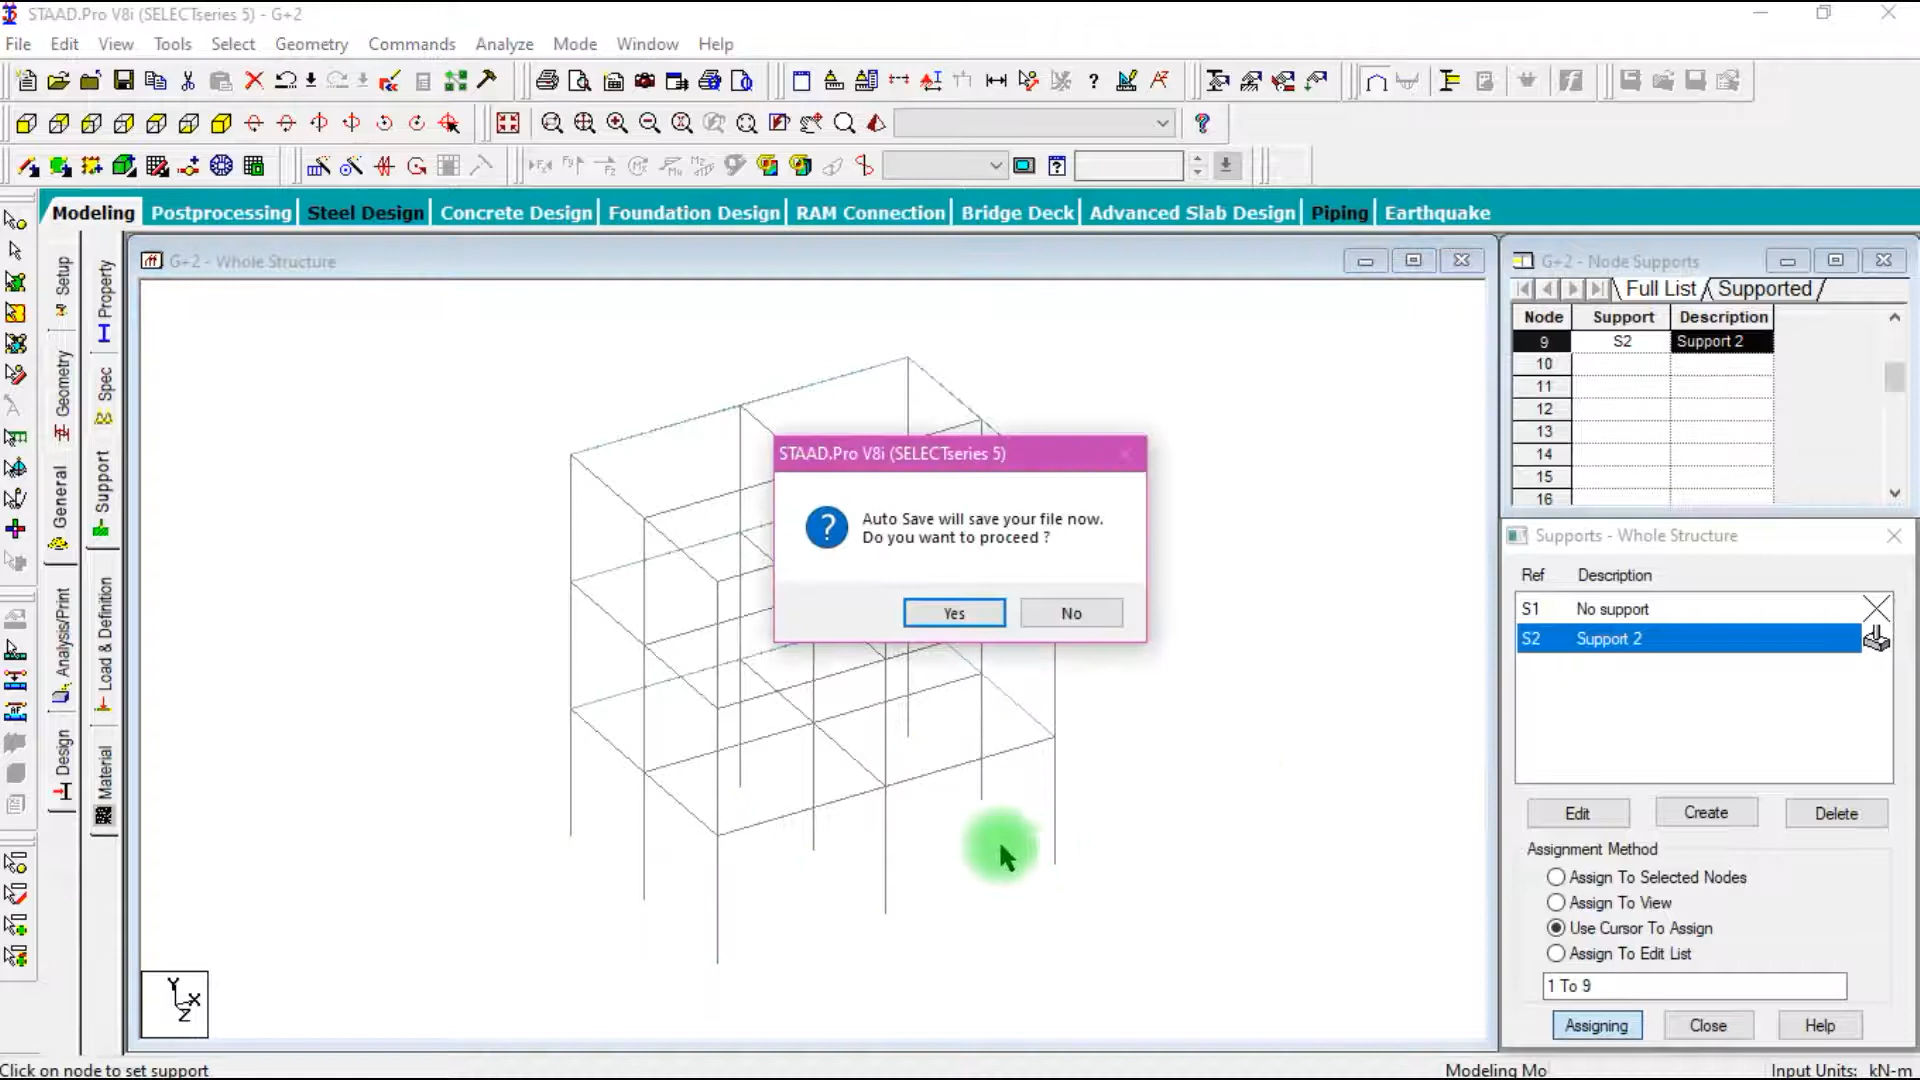 STAAD.Pro V8i (SELECTseries 5) - G+2
File Edit View Tools Select Geometry Commands Analyze Mode Window Help
Modeling Postprocessing Steel Design Concrete Design Foundation Design RAM Connection Bridge Deck Advanced Slab Design Piping Earthquake
Setup
Geometry
General
Analysis/Print
Design
Property
Spec
Support
Load & Definition
Material
G+2 - Whole Structure
STAAD.Pro V8i (SELECTseries 5)
Auto Save will save your file now.
Do you want to proceed ?
Yes No
Y
X
Z
G+2 - Node Supports
Full List Supported
Node Support Description
9 S2 Support 2
10
11
12
13
14
15
16
Supports - Whole Structure
Ref Description
S1 No support
S2 Support 2
Edit Create Delete
Assignment Method
Assign To Selected Nodes
Assign To View
Use Cursor To Assign
Assign To Edit List
1 To 9
Assigning Close Help
Click on node to set support
Modeling Mo
Input Units: kN-m